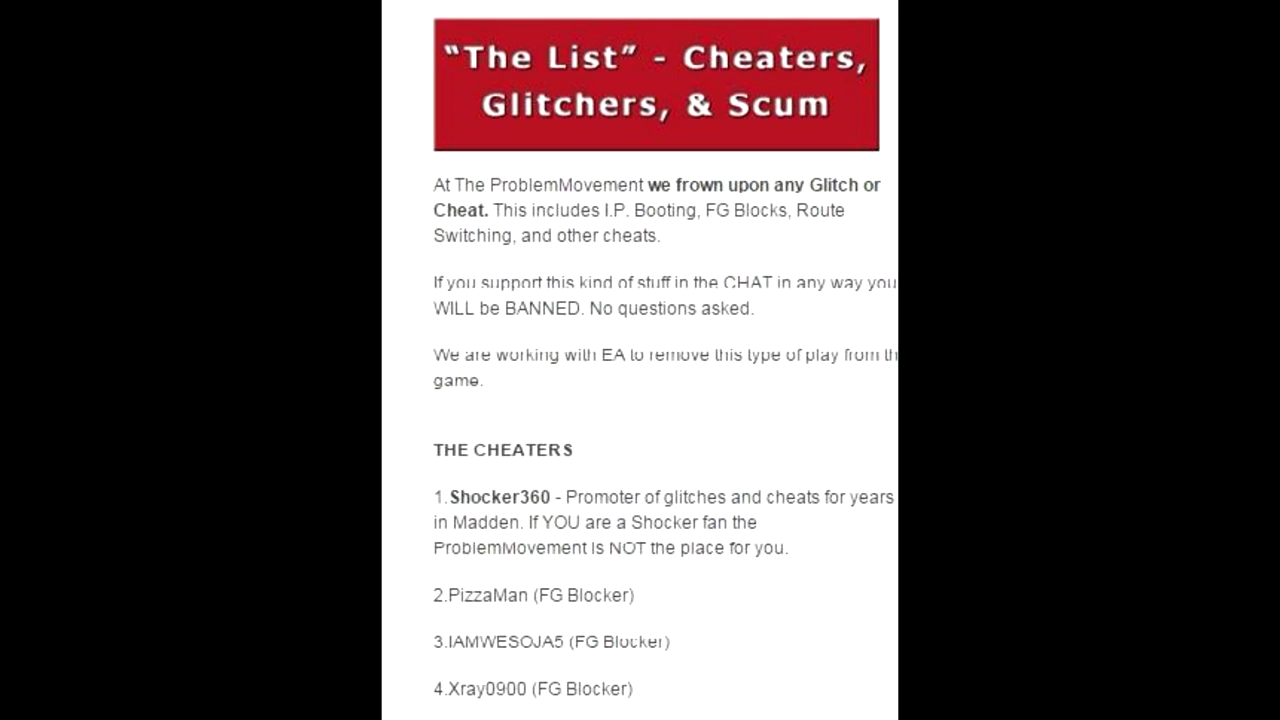 “The List” - Cheaters,
Glitchers, & Scum
At The ProblemMovement we frown upon any Glitch or
Cheat. This includes I.P. Booting, FG Blocks, Route
Switching, and other cheats.
If you support this kind of stuff in the CHAT in any way you
WILL be BANNED. No questions asked.
We are working with EA to remove this type of play from th
game.
THE CHEATERS
1.Shocker360 - Promoter of glitches and cheats for years
in Madden. If YOU are a Shocker fan the
ProblemMovement is NOT the place for you.
2.PizzaMan (FG Blocker)
3.IAMWESOJA5 (FG Blocker)
4.Xray0900 (FG Blocker)